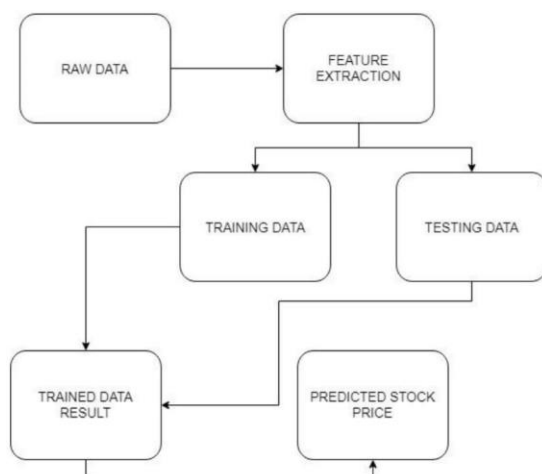 RAW DATA
FEATURE
EXTRACTION
TRAINING DATA
TESTING DATA
TRAINED DATA
RESULT
PREDICTED STOCK
PRICE